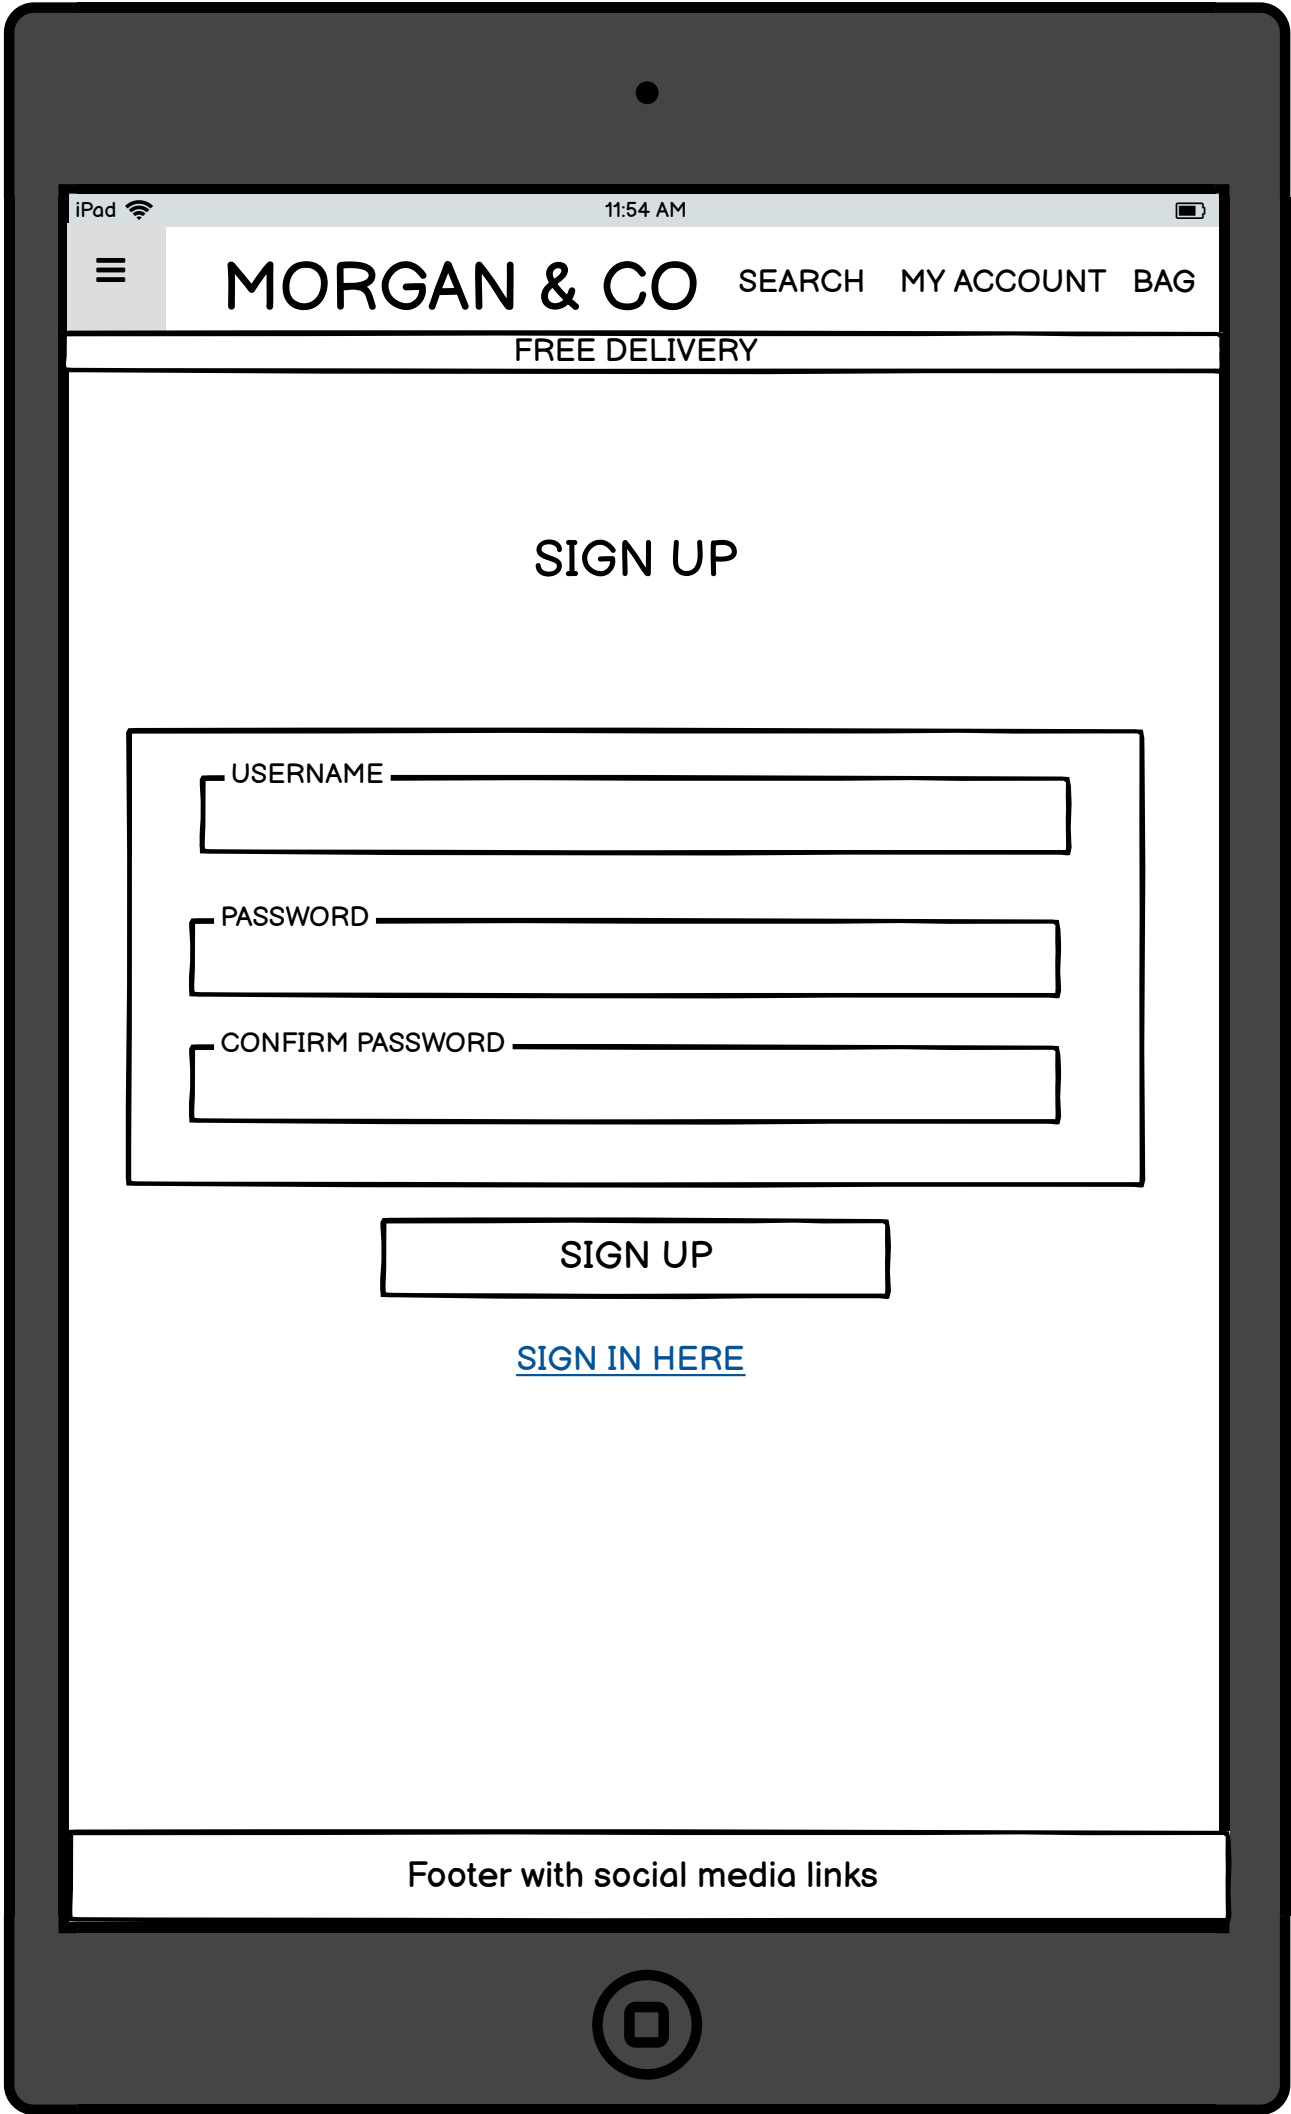 iPad 11:54 AM
MORGAN & CO SEARCH MY ACCOUNT BAG
FREE DELIVERY
SIGN UP
USERNAME
PASSWORD
CONFIRM PASSWORD
SIGN UP
SIGN IN HERE
Footer with social media links